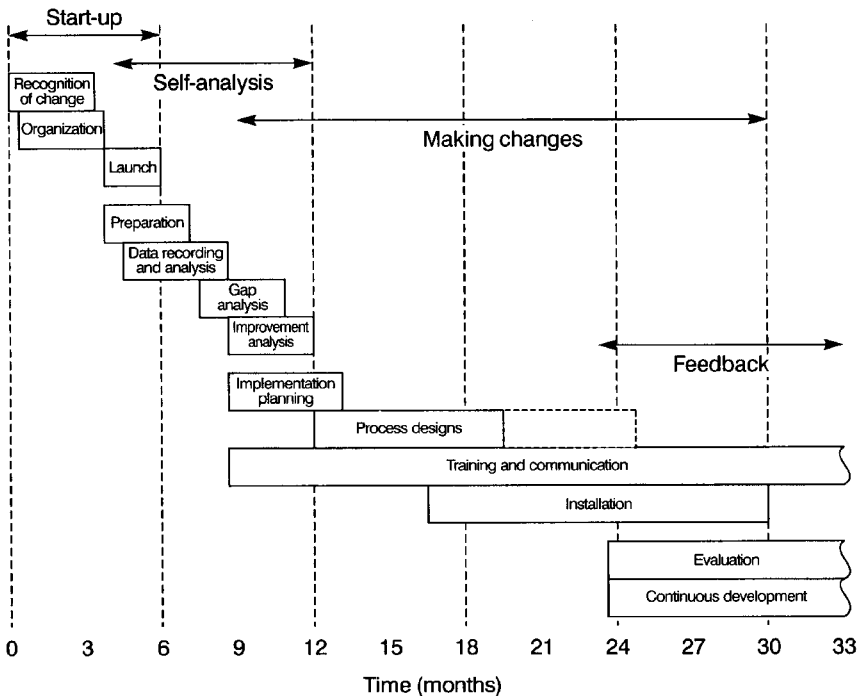 Start-up
Self-analysis
Recognition
of change
Organization
Making changes
Launch
Preparation
Data recording
and analysis
Gap
analysis
Improvement
analysis
Feedback
Implementation
planning
Process designs
Training and communication
Installation
Evaluation
Continuous development
0 3 6 9 12 15 18 21 24 27 30 33
Time (months)